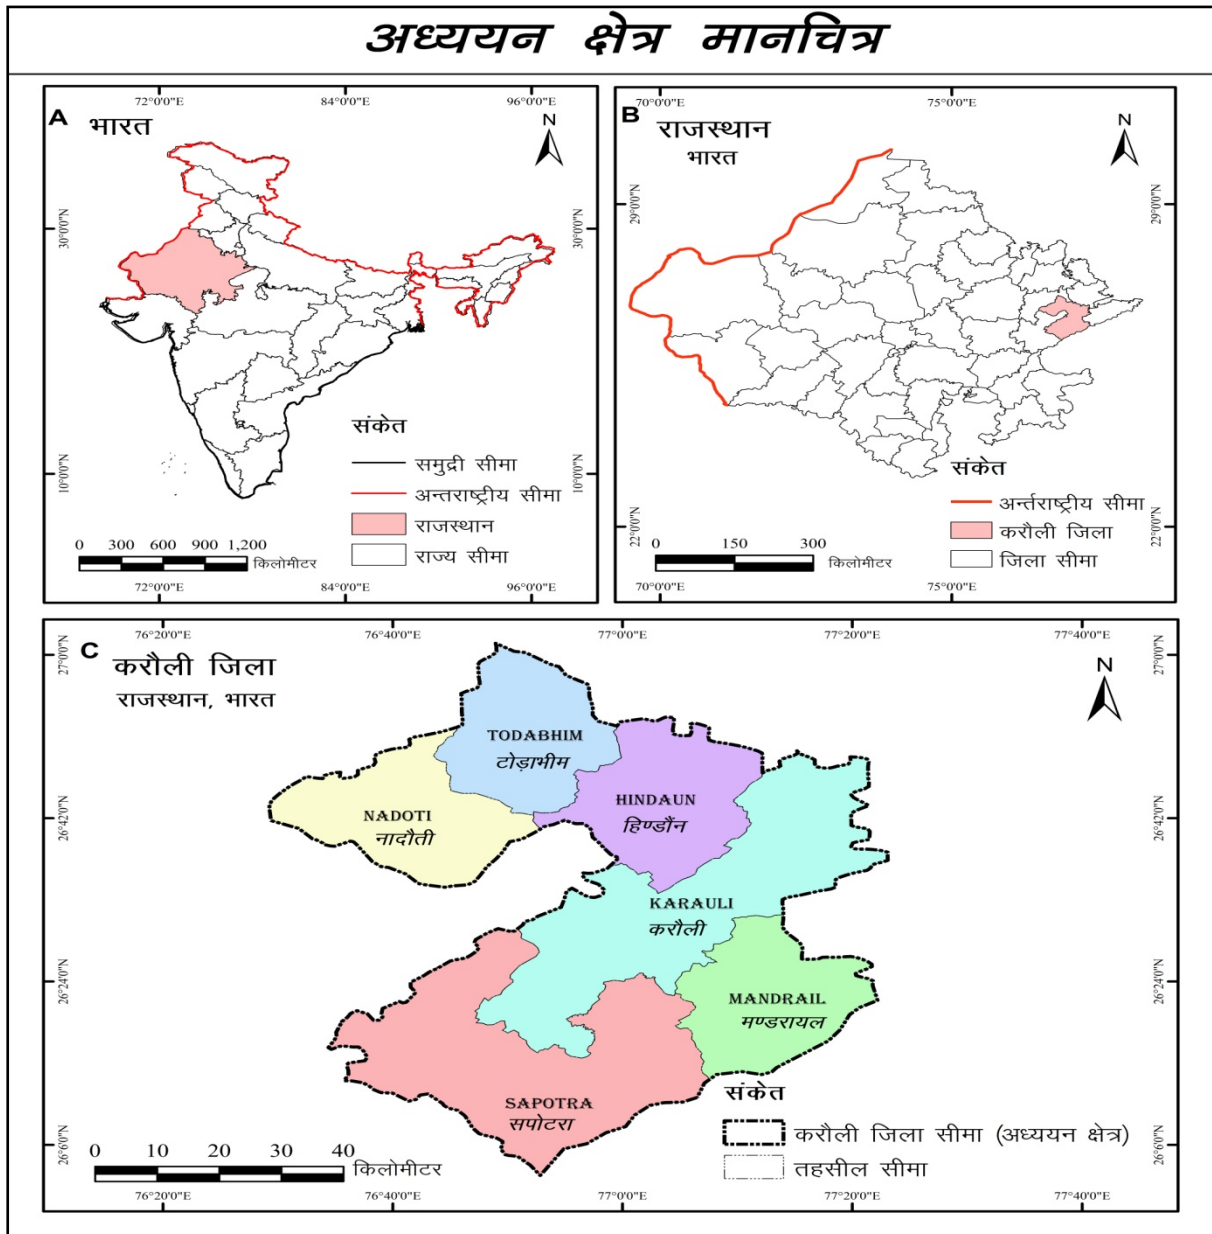 अध्ययन क्षेत्र मानचित्र
72°0'0"E 84°0'0"E 96°0'0"E
A
भारत
N
30°0'0"N 30°0'0"N
10°0'0"N 10°0'0"N
संकेत
समुद्री सीमा
अन्तराष्ट्रीय सीमा
राजस्थान
राज्य सीमा
0 300 600 900 1,200
किलोमीटर
72°0'0"E 84°0'0"E 96°0'0"E
70°0'0"E 75°0'0"E
B
राजस्थान
भारत
N
29°0'0"N 29°0'0"N
22°0'0"N 22°0'0"N
संकेत
अर्न्तराष्ट्रीय सीमा
करौली जिला
जिला सीमा
0 150 300
किलोमीटर
70°0'0"E 75°0'0"E
76°20'0"E 76°40'0"E 77°0'0"E 77°20'0"E 77°40'0"E
C
करौली जिला
राजस्थान, भारत
N
27°0'0"N 27°0'0"N
26°42'0"N 26°42'0"N
26°24'0"N 26°24'0"N
26°6'0"N 26°6'0"N
TODABHIM
टोड़ाभीम
HINDAUN
हिण्डौंन
NADOTI
नादौती
KARAULI
करौली
MANDRAIL
मण्डरायल
SAPOTRA
सपोटरा
संकेत
करौली जिला सीमा (अध्ययन क्षेत्र)
तहसील सीमा
0 10 20 30 40
किलोमीटर
76°20'0"E 76°40'0"E 77°0'0"E 77°20'0"E 77°40'0"E